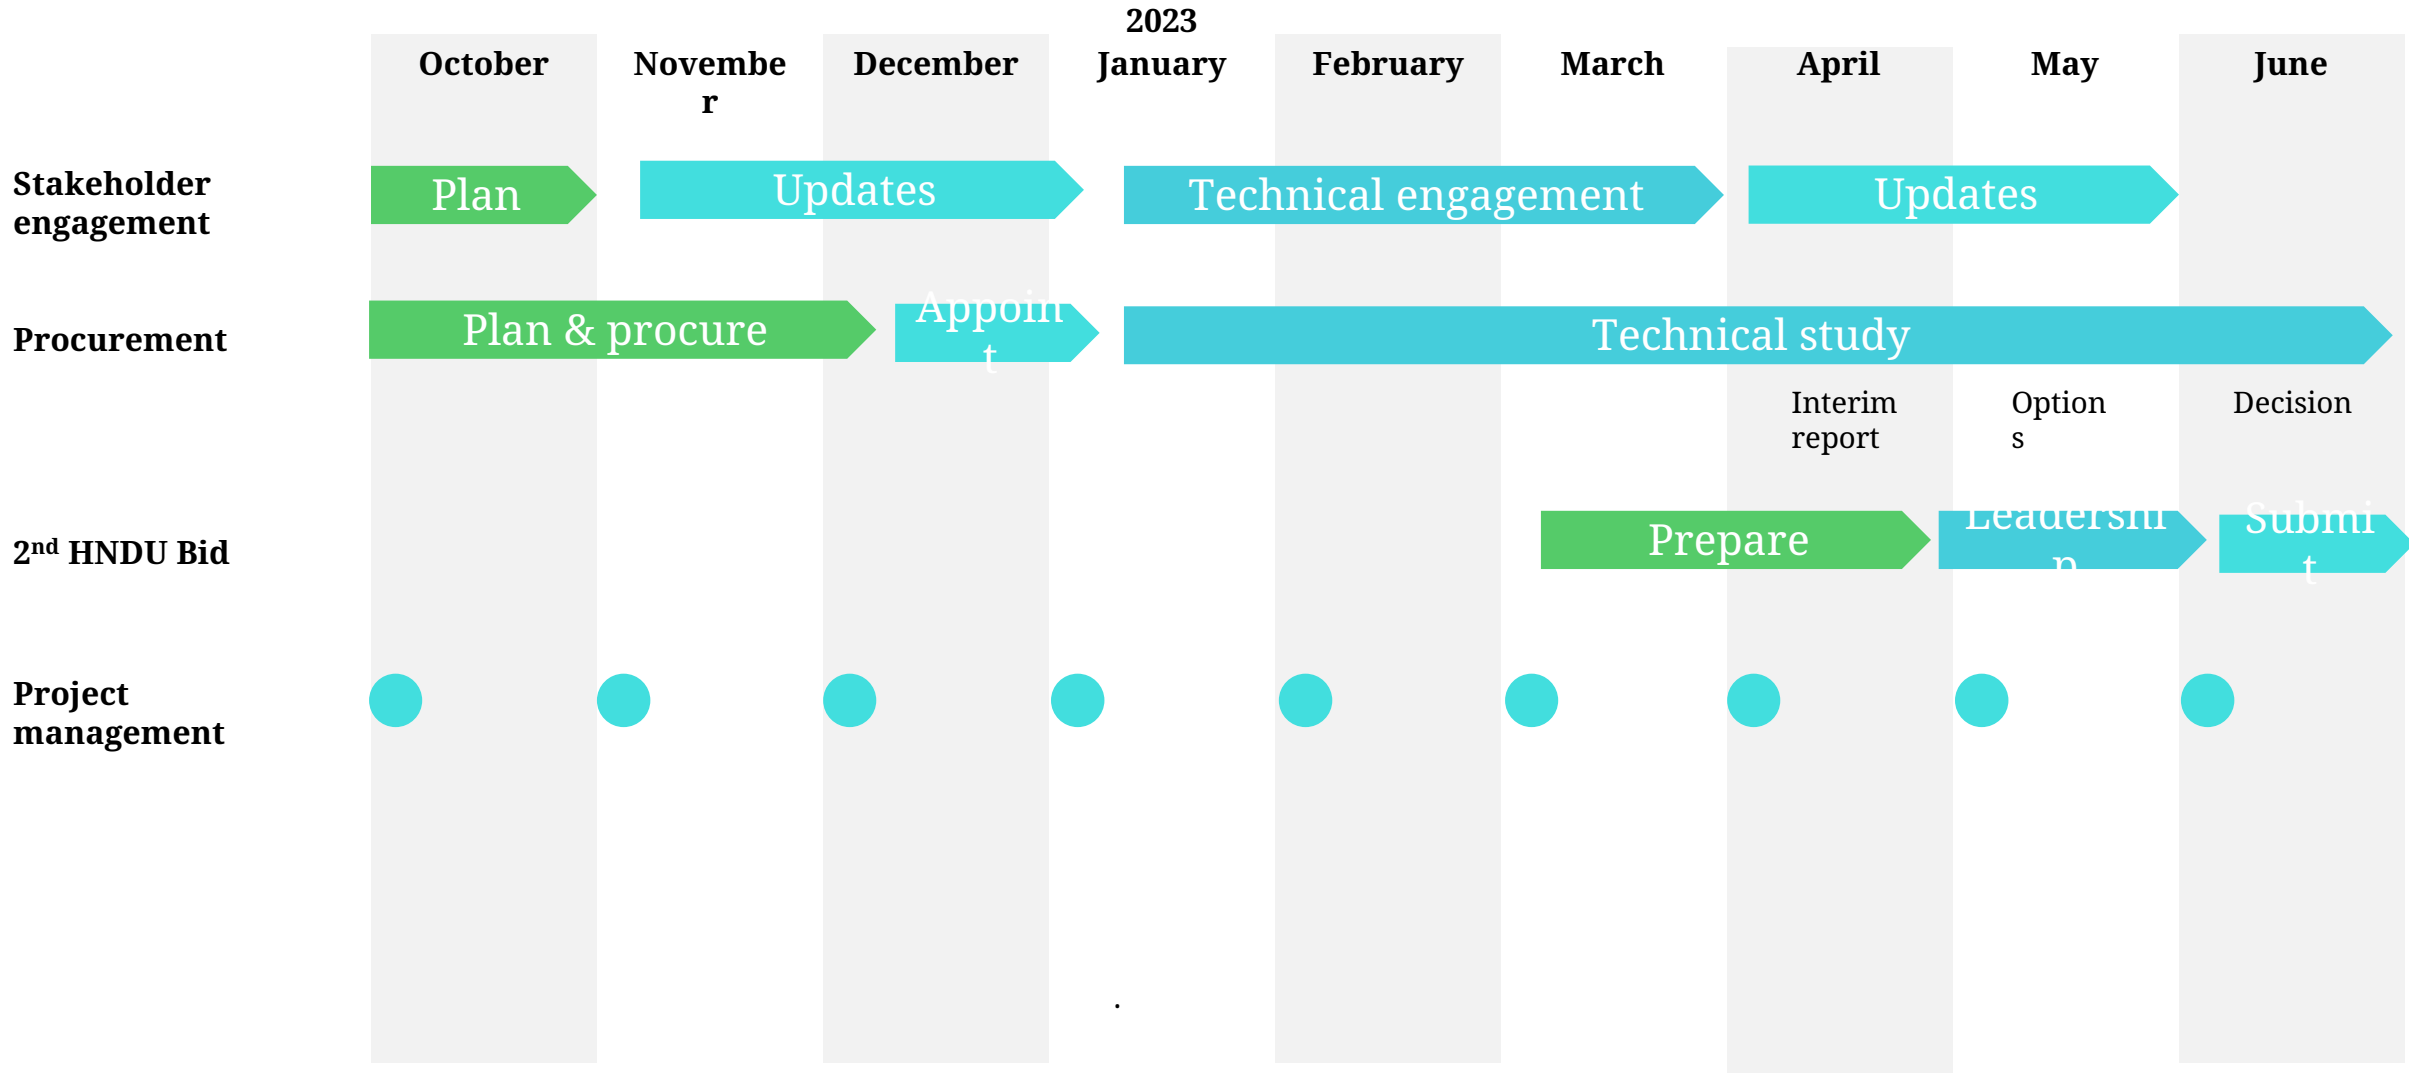 2023
October
Novembe
r
December
January
February
March
April
May
June
Stakeholder
engagement
Plan
Updates
Technical engagement
Updates
Procurement
Plan & procure
Appoin
t
Technical study
Interim
report
Option
s
Decision
2nd HNDU Bid
Prepare
Leadershi
p
Submi
t
Project
management
.